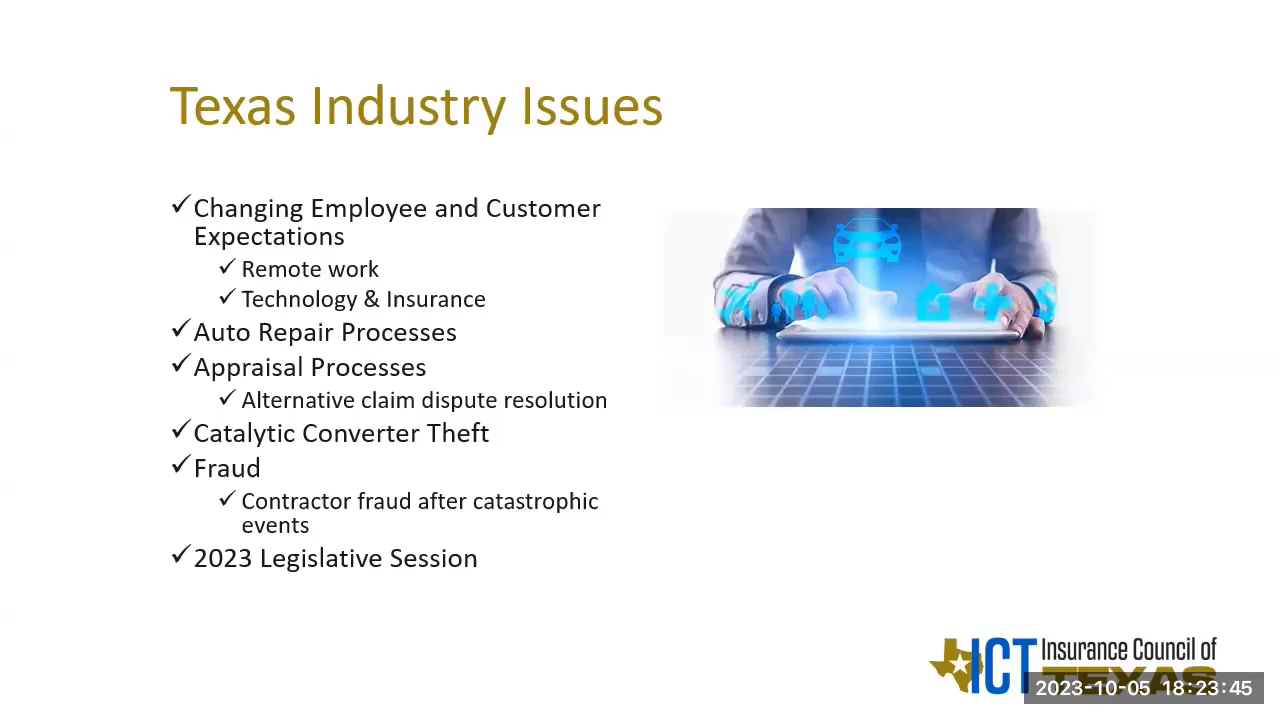 Texas Industry Issues
Changing Employee and Customer
Expectations
Remote work
Technology & Insurance
Auto Repair Processes
Appraisal Processes
Alternative claim dispute resolution
Catalytic Converter Theft
Fraud
Contractor fraud after catastrophic
events
2023 Legislative Session
ICT Insurance Council of
TEXAS
2023-10-05 18:23:45